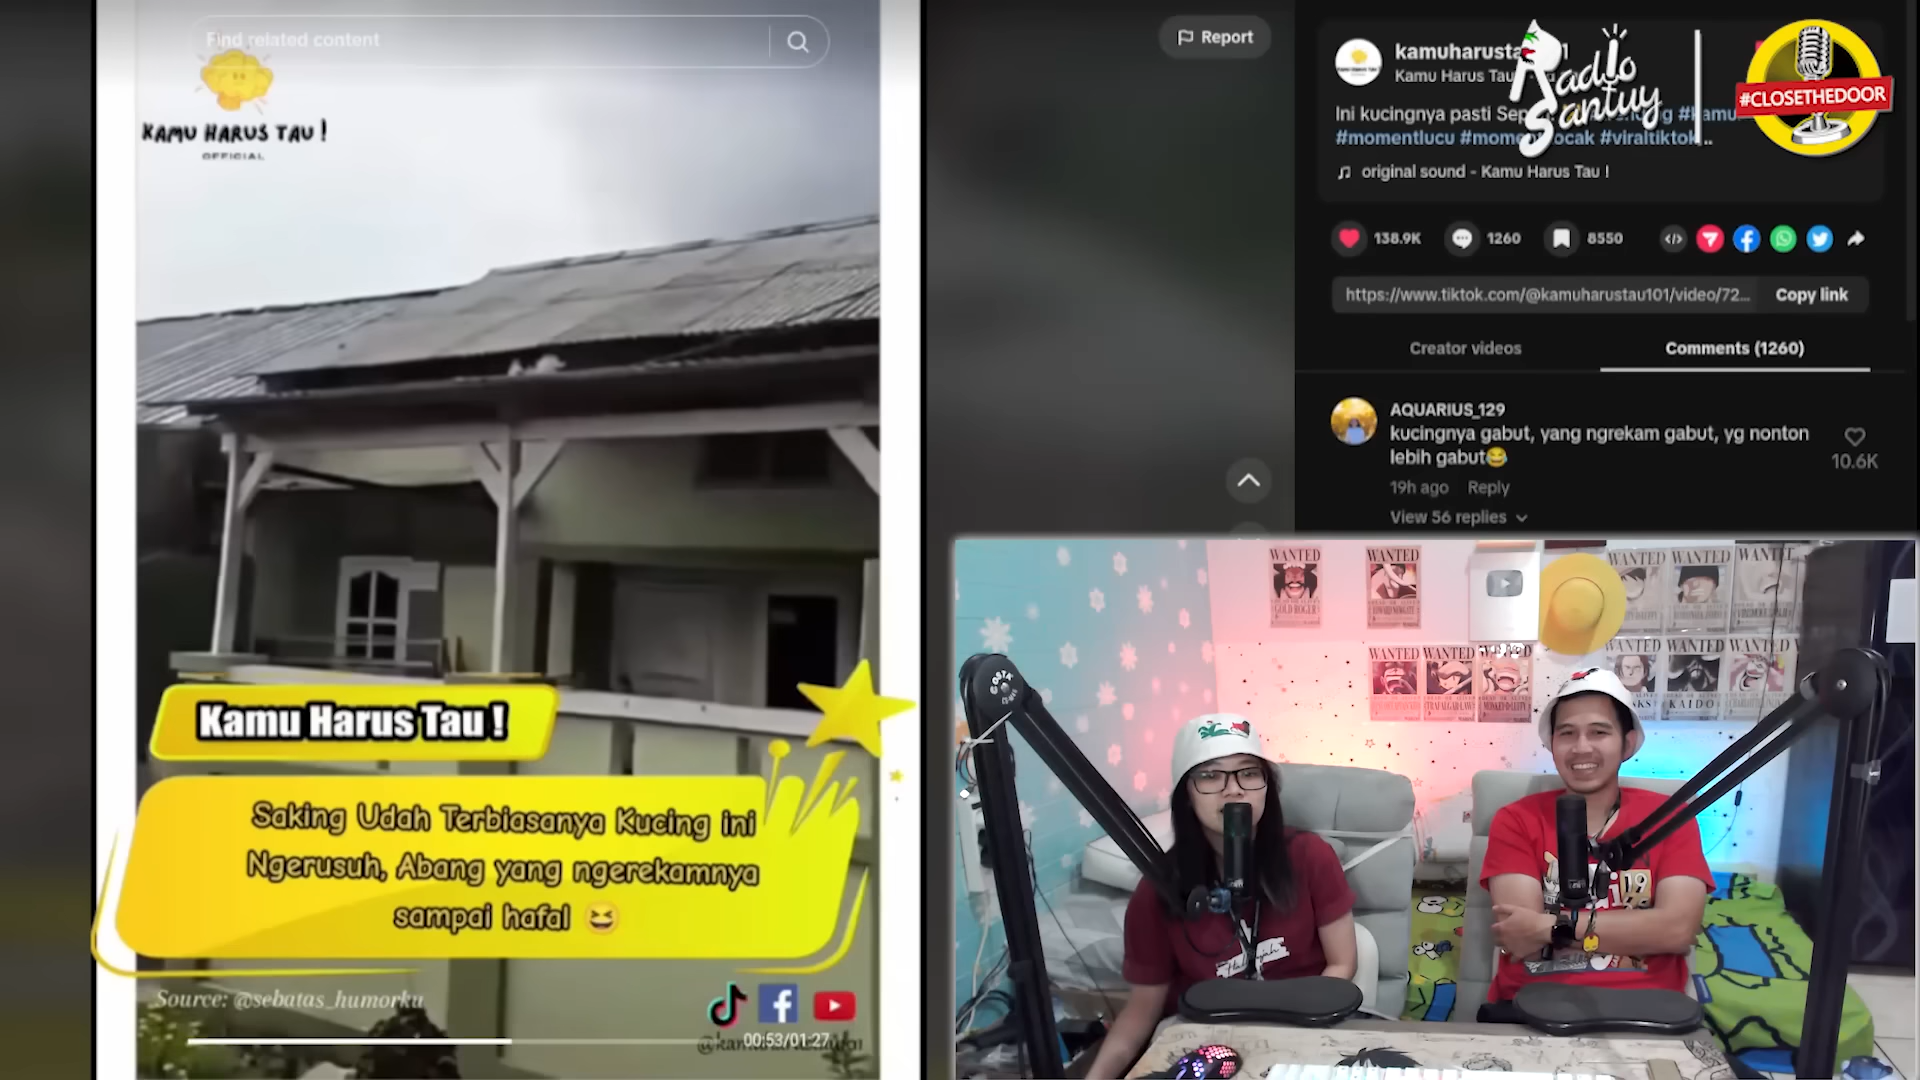 Find related content
KAMU HARUS TAU !
OFFICIAL
Kamu Harus Tau !
Saking Udah Terbiasanya Kucing ini
Ngerusuh, Abang yang ngerekamnya
sampai hafal 😆
Source: @sebatas_humorku
00:53/01:27
Report
Kamu Harus Tau
Radio
Santuy
#CLOSETHEDOOR
Ini kucingnya pasti
#momentlucu #viraltiktok...
original sound - Kamu Harus Tau !
138.9K 1260 8550
https://www.tiktok.com/@kamuharustau101/video/72... Copy link
Creator videos Comments (1260)
AQUARIUS_129
kucingnya gabut, yang ngrekam gabut, yg nonton
lebih gabut😂
10.6K
19h ago Reply
View 56 replies
WANTED WANTED WANTED WANTED WANTED
GOLD ROGER
WANTED WANTED WANTED WANTED WANTED WANTED
KAIDO